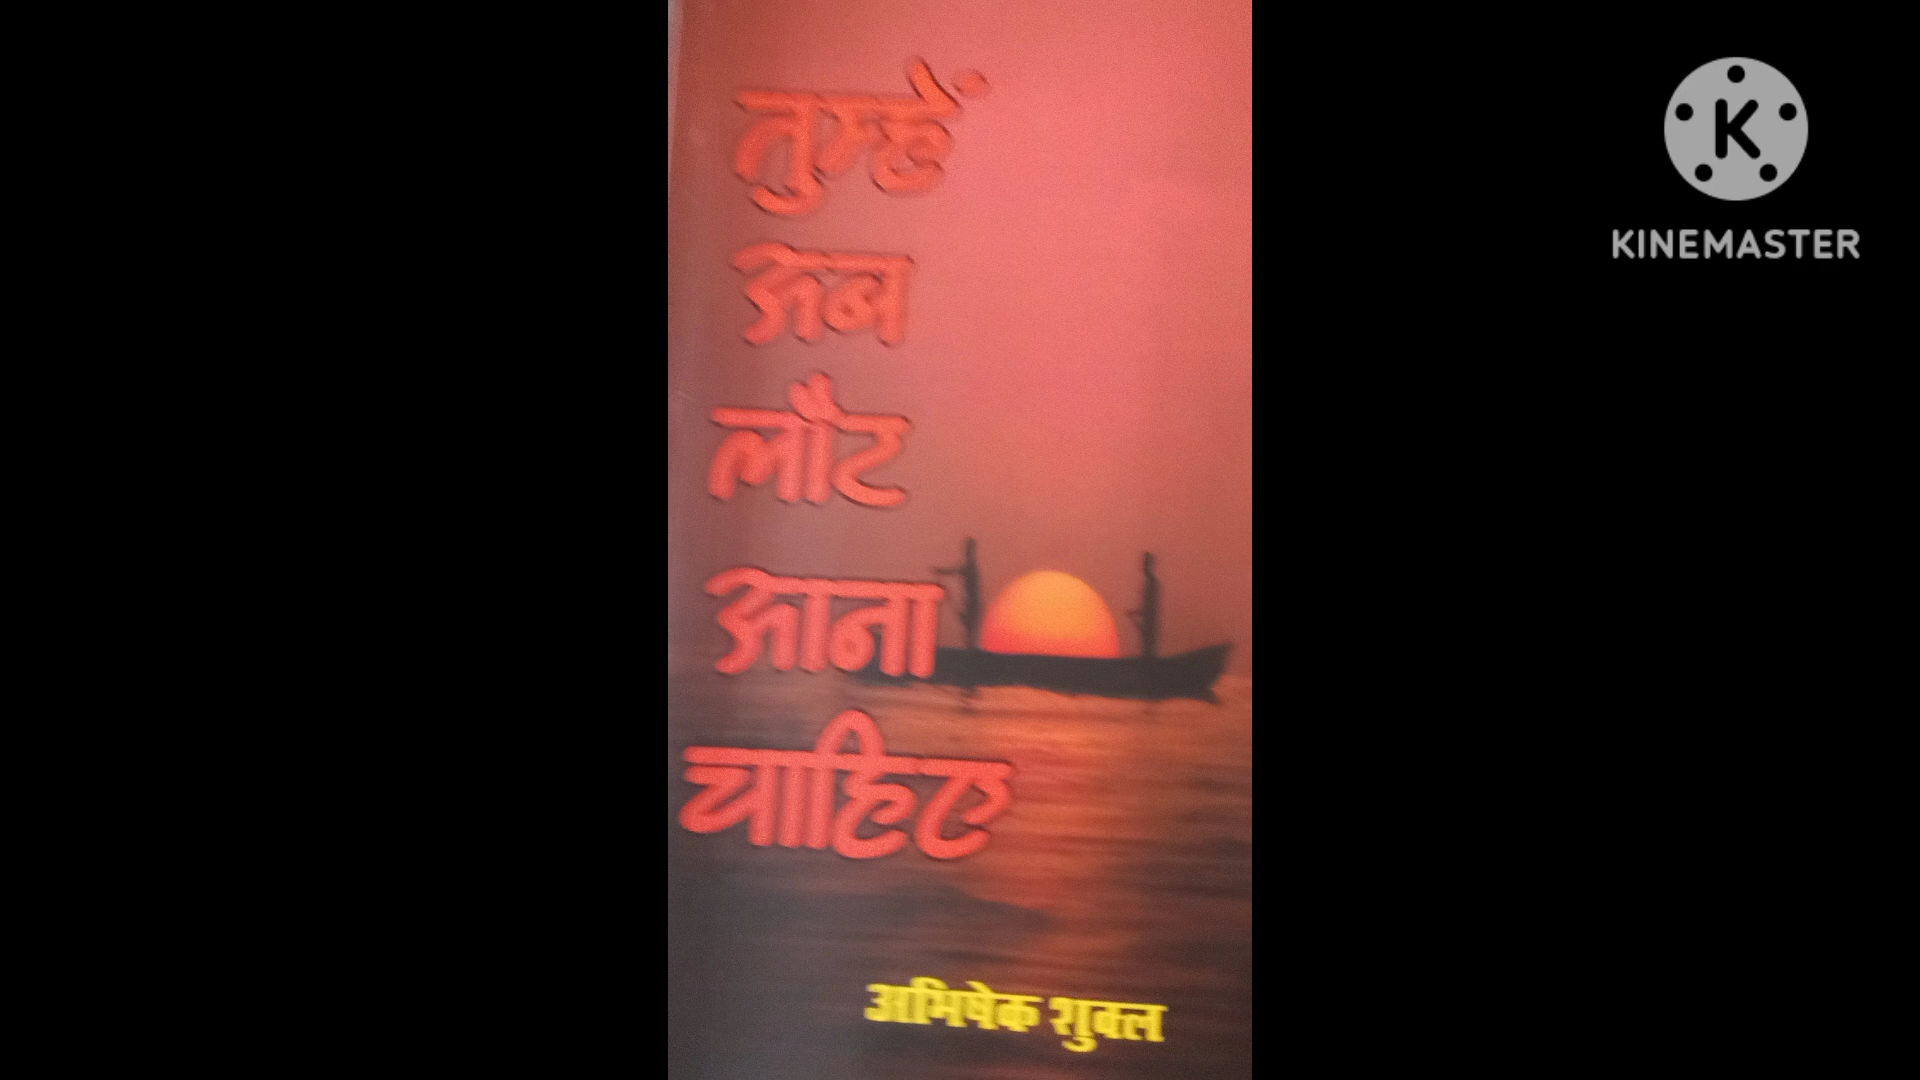 तुम्हें
अब
लौट
आना
चाहिए
अभिषेक शुक्ल
KINEMASTER